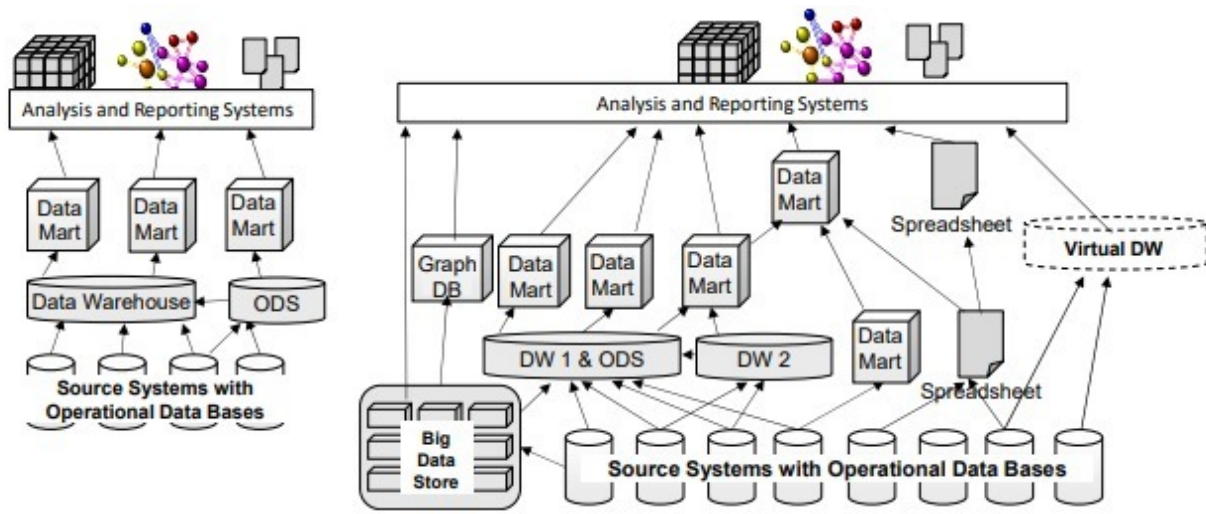 Analysis and Reporting Systems
Data
Mart
Data
Mart
Data
Mart
Data Warehouse
ODS
Source Systems with
Operational Data Bases
Analysis and Reporting Systems
Data
Mart
Spreadsheet
Virtual DW
Graph
DB
Data
Mart
Data
Mart
Data
Mart
Data
Mart
Spreadsheet
DW 1 & ODS
DW 2
Big
Data
Store
Source Systems with Operational Data Bases